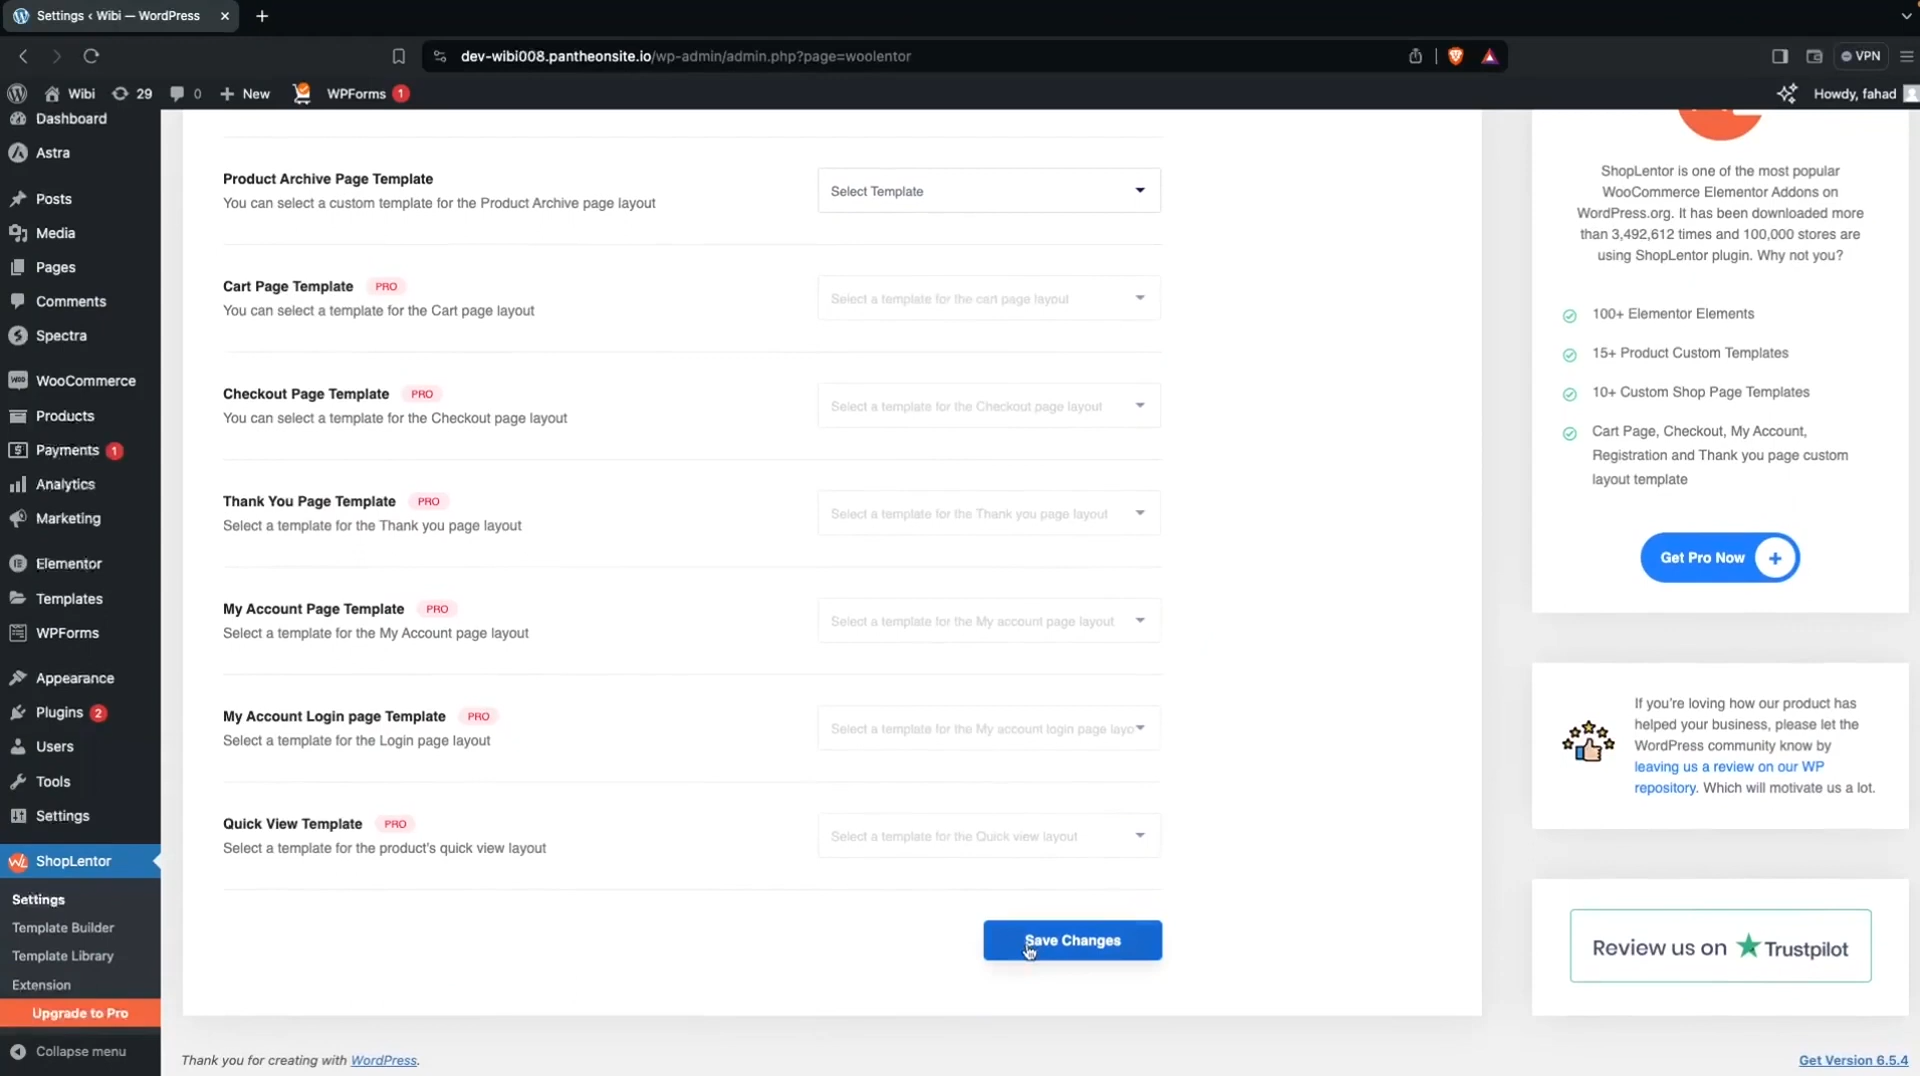 Settings < Wibi — WordPress
dev-wibi008.pantheonsite.io/wp-admin/admin.php?page=woolentor
VPN
Wibi
29
0
New
WPForms 1
Howdy, fahad
Dashboard
Astra
Posts
Media
Pages
Comments
Spectra
WooCommerce
Products
Payments 1
Analytics
Marketing
Elementor
Templates
WPForms
Appearance
Plugins 2
Users
Tools
Settings
ShopLentor
Settings
Template Builder
Template Library
Extension
Upgrade to Pro
Collapse menu
Product Archive Page Template
You can select a custom template for the Product Archive page layout
Select Template
Cart Page Template PRO
You can select a template for the Cart page layout
Select a template for the cart page layout
Checkout Page Template PRO
You can select a template for the Checkout page layout
Select a template for the Checkout page layout
Thank You Page Template PRO
Select a template for the Thank you page layout
Select a template for the Thank you page layout
My Account Page Template PRO
Select a template for the My Account page layout
Select a template for the My account page layout
My Account Login page Template PRO
Select a template for the Login page layout
Select a template for the My account login page layo
Quick View Template PRO
Select a template for the product's quick view layout
Select a template for the Quick view layout
Save Changes
ShopLentor is one of the most popular
WooCommerce Elementor Addons on
WordPress.org. It has been downloaded more
than 3,492,612 times and 100,000 stores are
using ShopLentor plugin. Why not you?
100+ Elementor Elements
15+ Product Custom Templates
10+ Custom Shop Page Templates
Cart Page, Checkout, My Account,
Registration and Thank you page custom
layout template
Get Pro Now +
If you're loving how our product has
helped your business, please let the
WordPress community know by
leaving us a review on our WP
repository. Which will motivate us a lot.
Review us on Trustpilot
Thank you for creating with WordPress.
Get Version 6.5.4